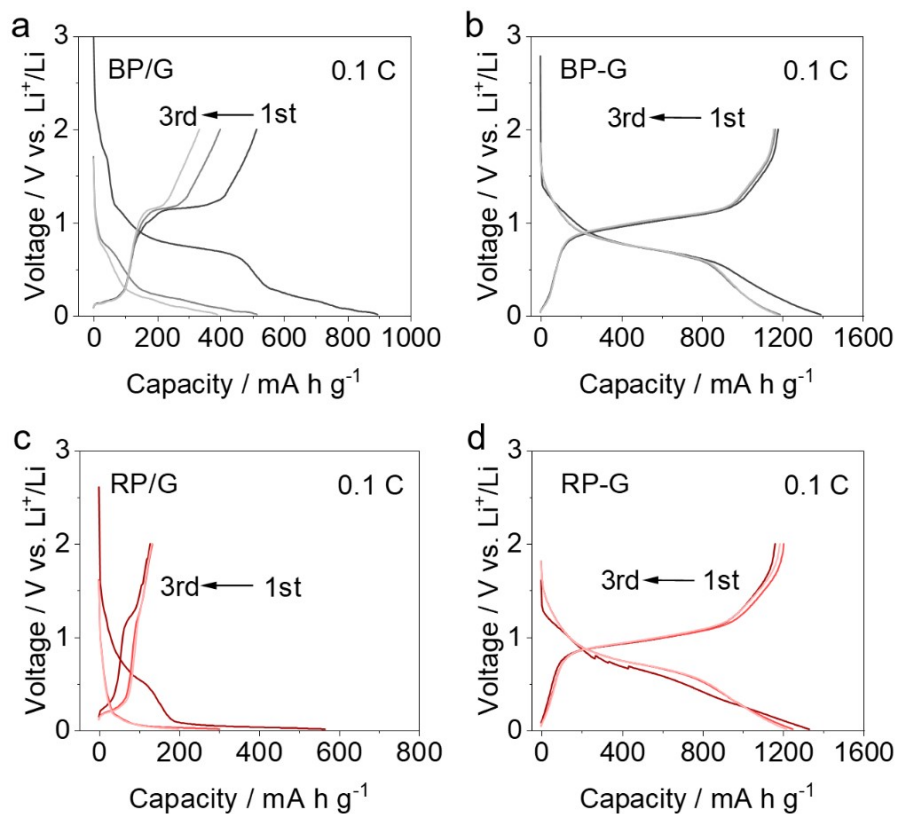 a
BP/G
0.1 C
3rd
1st
3
2
1
0
Voltage / V vs. Li⁺/Li
0
200
400
600
800
1000
Capacity / mA h g⁻¹
b
BP-G
0.1 C
3rd
1st
3
2
1
0
Voltage / V vs. Li⁺/Li
0
400
800
1200
1600
Capacity / mA h g⁻¹
c
RP/G
0.1 C
3rd
1st
3
2
1
0
Voltage / V vs. Li⁺/Li
0
200
400
600
800
Capacity / mA h g⁻¹
d
RP-G
0.1 C
3rd
1st
3
2
1
0
Voltage / V vs. Li⁺/Li
0
400
800
1200
1600
Capacity / mA h g⁻¹